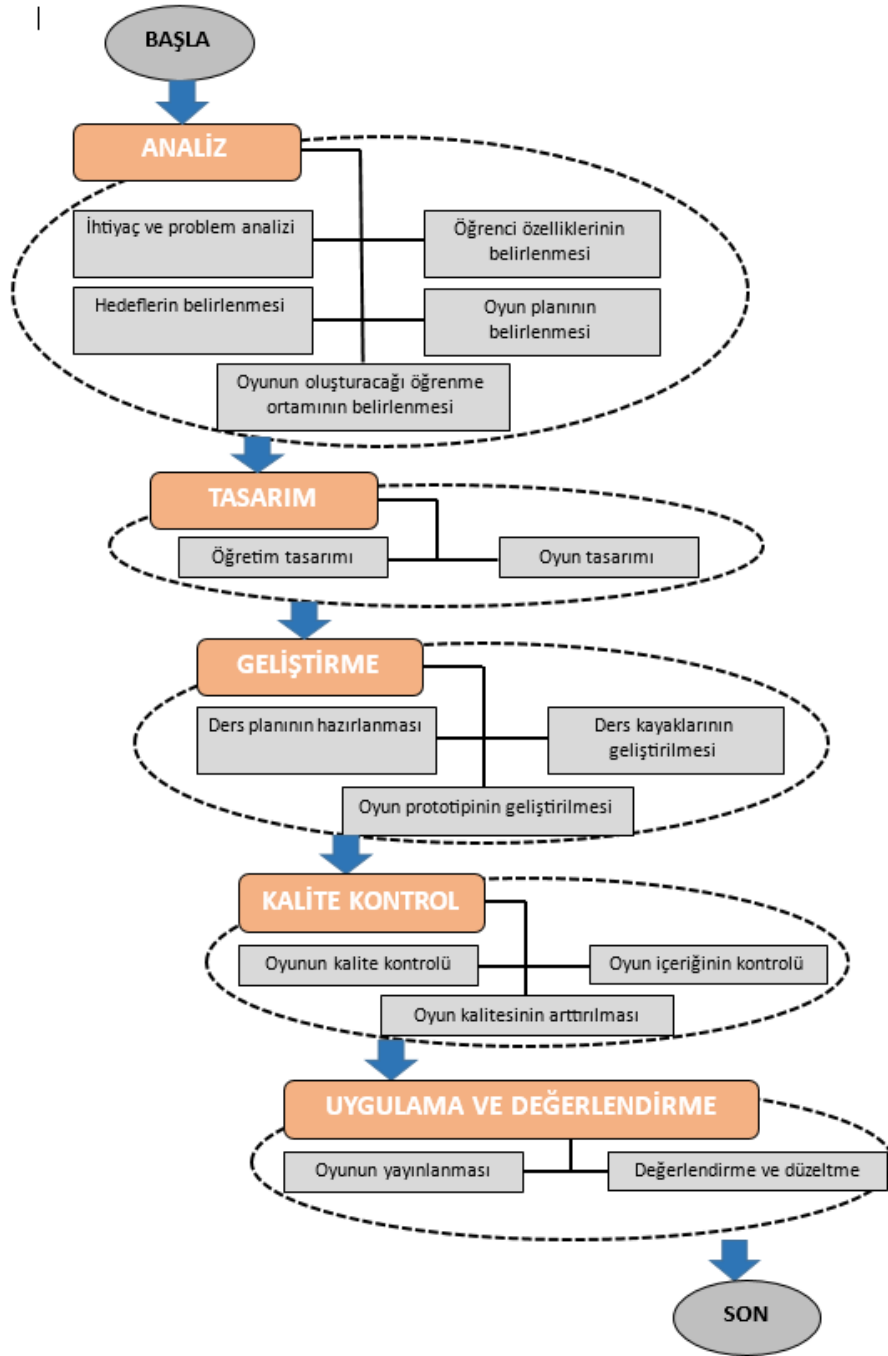 BAŞLA
ANALİZ
İhtiyaç ve problem analizi
Öğrenci özelliklerinin
belirlenmesi
Hedeflerin belirlenmesi
Oyun planının
belirlenmesi
Oyunun oluşturacağı öğrenme
ortamının belirlenmesi
TASARIM
Öğretim tasarımı
Oyun tasarımı
GELİŞTİRME
Ders planının hazırlanması
Ders kayaklarının
geliştirilmesi
Oyun prototipinin geliştirilmesi
KALİTE KONTROL
Oyunun kalite kontrolü
Oyun içeriğinin kontrolü
Oyun kalitesinin arttırılması
UYGULAMA VE DEĞERLENDİRME
Oyunun yayınlanması
Değerlendirme ve düzeltme
SON